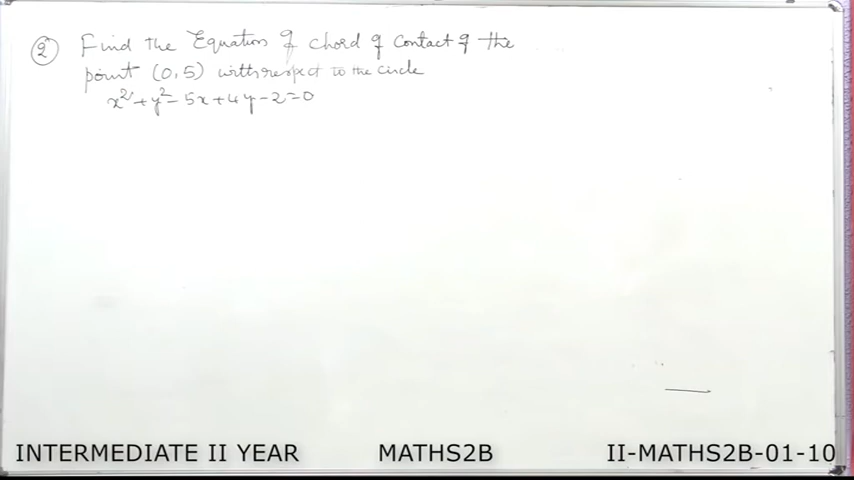 (2) Find the Equation of chord of contact of the
point (0,5) with respect to the circle
x²+y²-5x+4y-2=0
INTERMEDIATE II YEAR MATHS2B II-MATHS2B-01-10